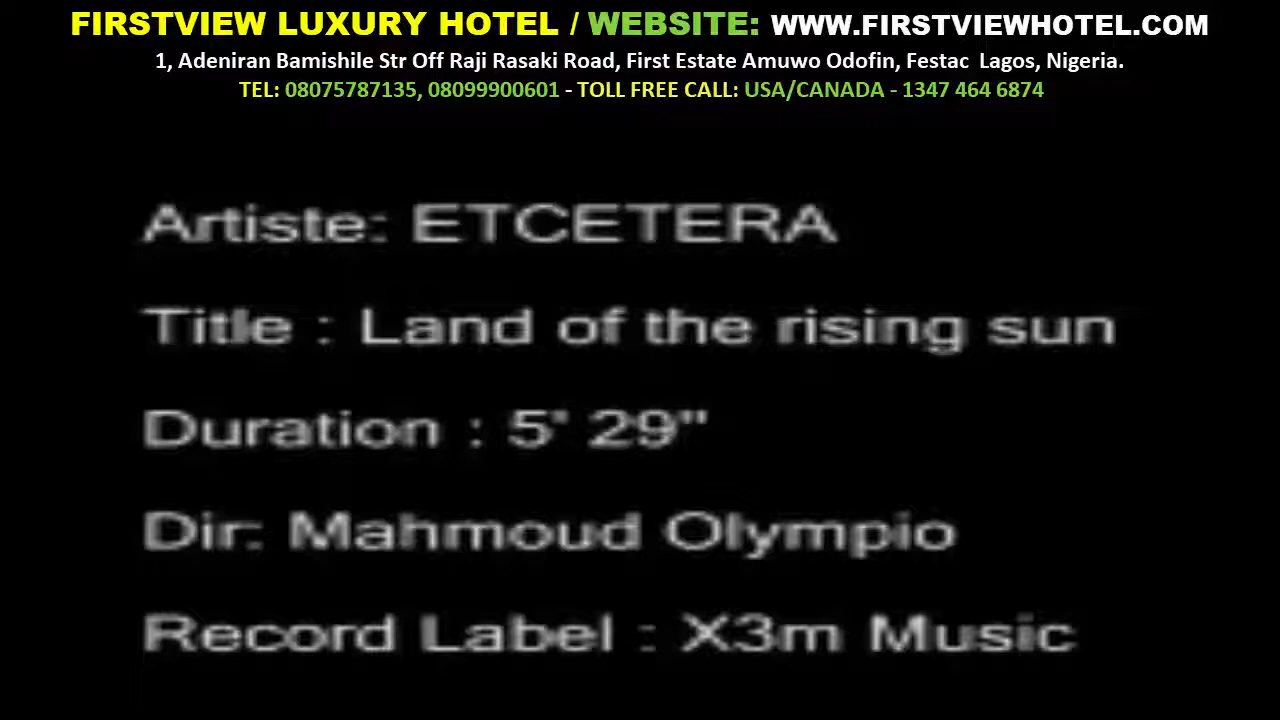 FIRSTVIEW LUXURY HOTEL / WEBSITE: WWW.FIRSTVIEWHOTEL.COM
1, Adeniran Bamishile Str Off Raji Rasaki Road, First Estate Amuwo Odofin, Festac Lagos, Nigeria.
TEL: 08075787135, 08099900601 - TOLL FREE CALL: USA/CANADA - 1347 464 6874
Artiste: ETCETERA
Title : Land of the rising sun
Duration : 5' 29"
Dir: Mahmoud Olympio
Record Label : X3m Music